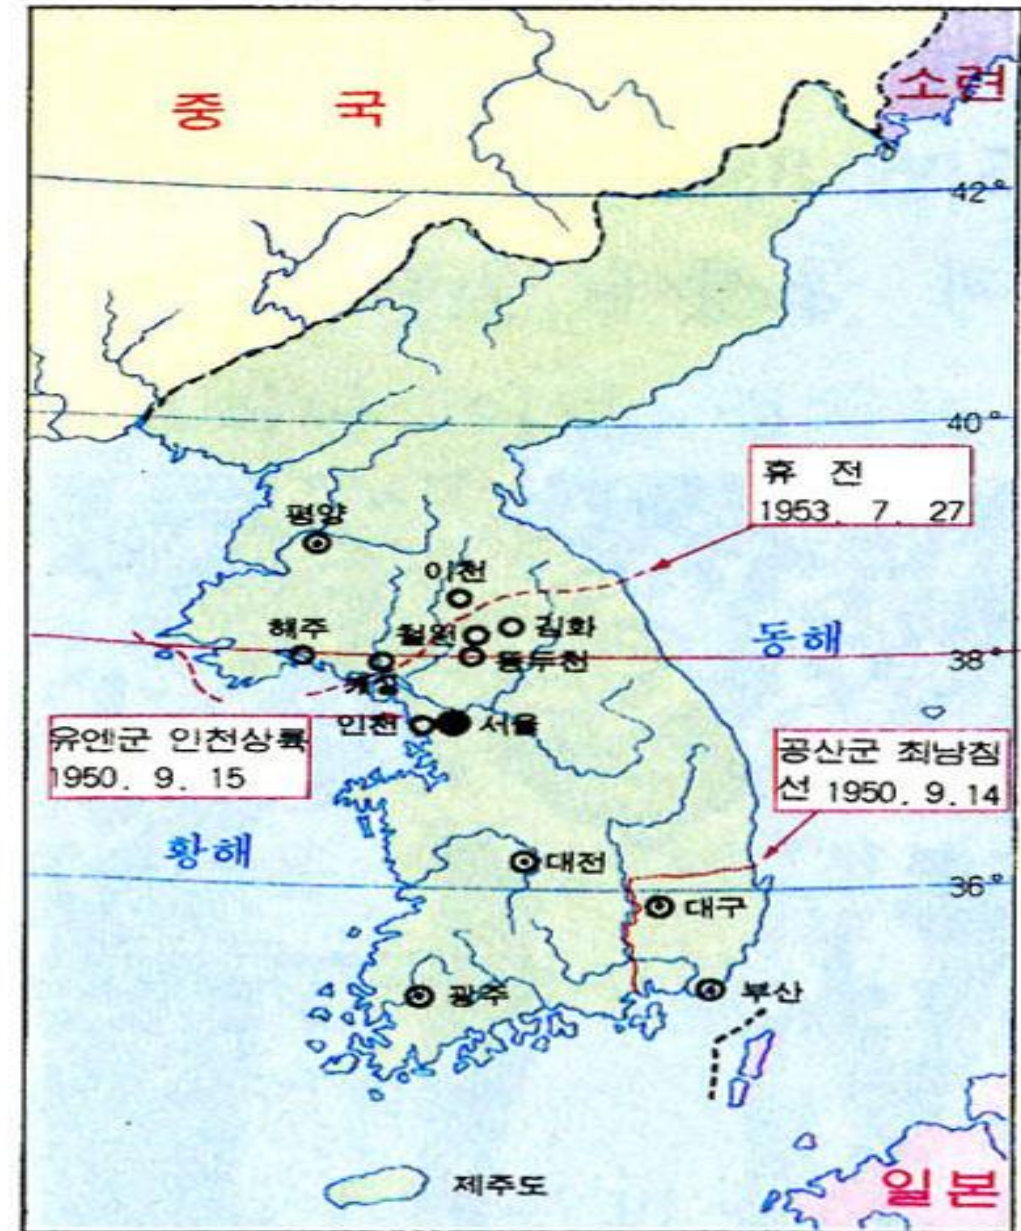 중 국
소련
42°
40°
휴 전
1953. 7. 27
평양
이천
철원
김화
해주
동두천
동해
38°
개성
인천
서울
유엔군 인천상륙
1950. 9. 15
공산군 최남침
선 1950. 9. 14
황해
대전
36°
대구
광주
부산
제주도
일본